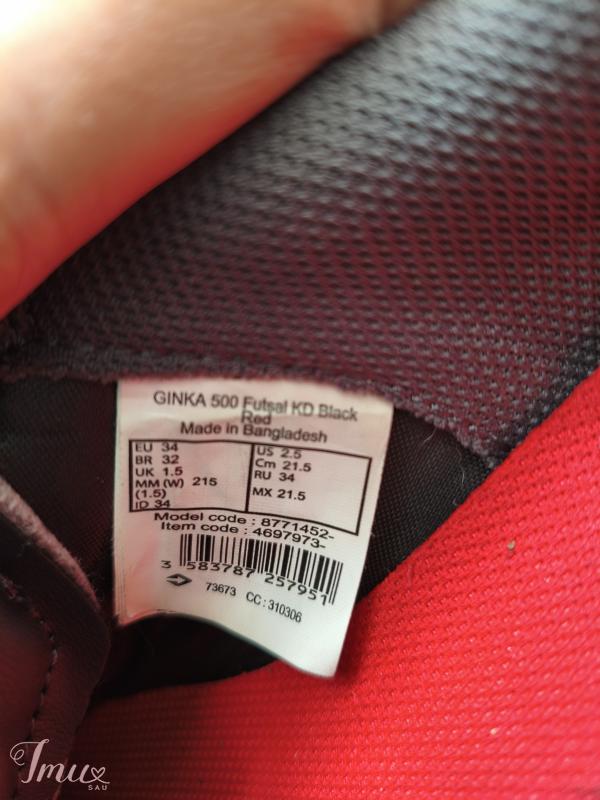 GINKA 500 Futsal KD Black
Red
Made in Bangladesh
EU 34
BR 32
UK 1.5
MM (W) 215
(1.5)
ID 34
US 2.5
Cm 21.5
RU 34
MX 21.5
Model code : 8771452-
Item code : 4697973-
3 583787 257951
73673 CC : 310306
Imu
SAU